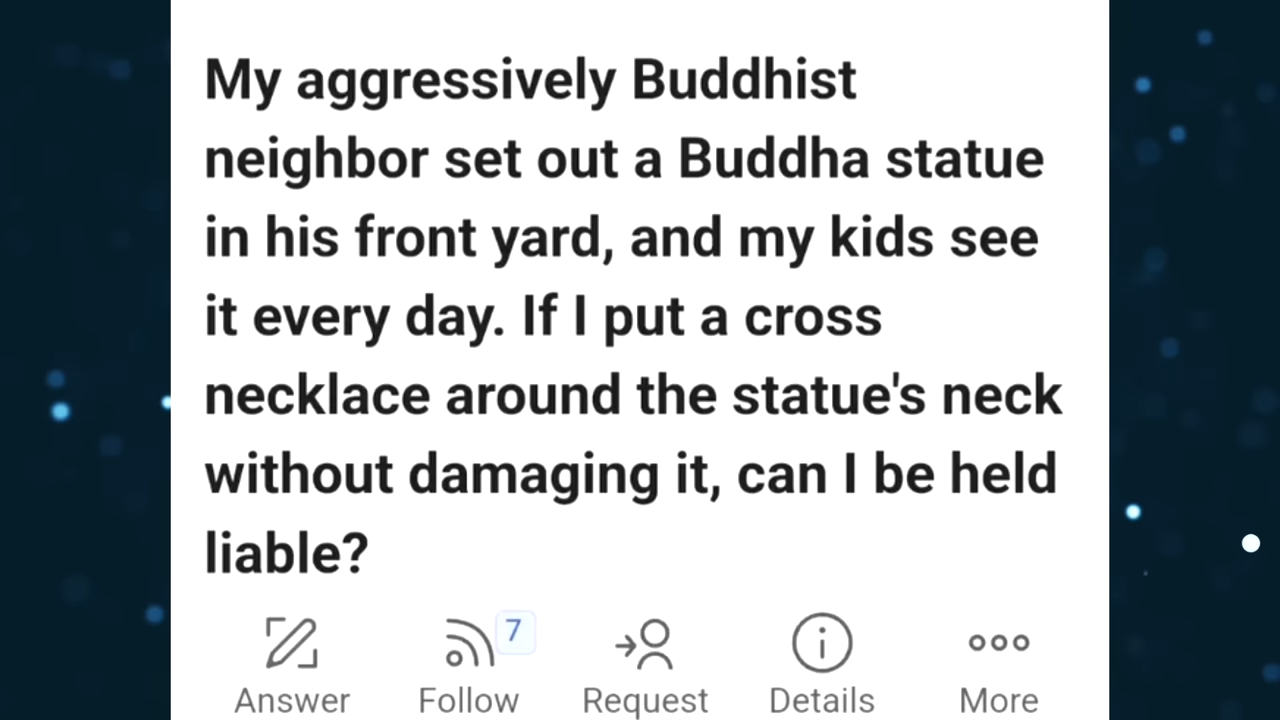 My aggressively Buddhist
neighbor set out a Buddha statue
in his front yard, and my kids see
it every day. If I put a cross
necklace around the statue's neck
without damaging it, can I be held
liable?
7
Answer Follow Request Details More